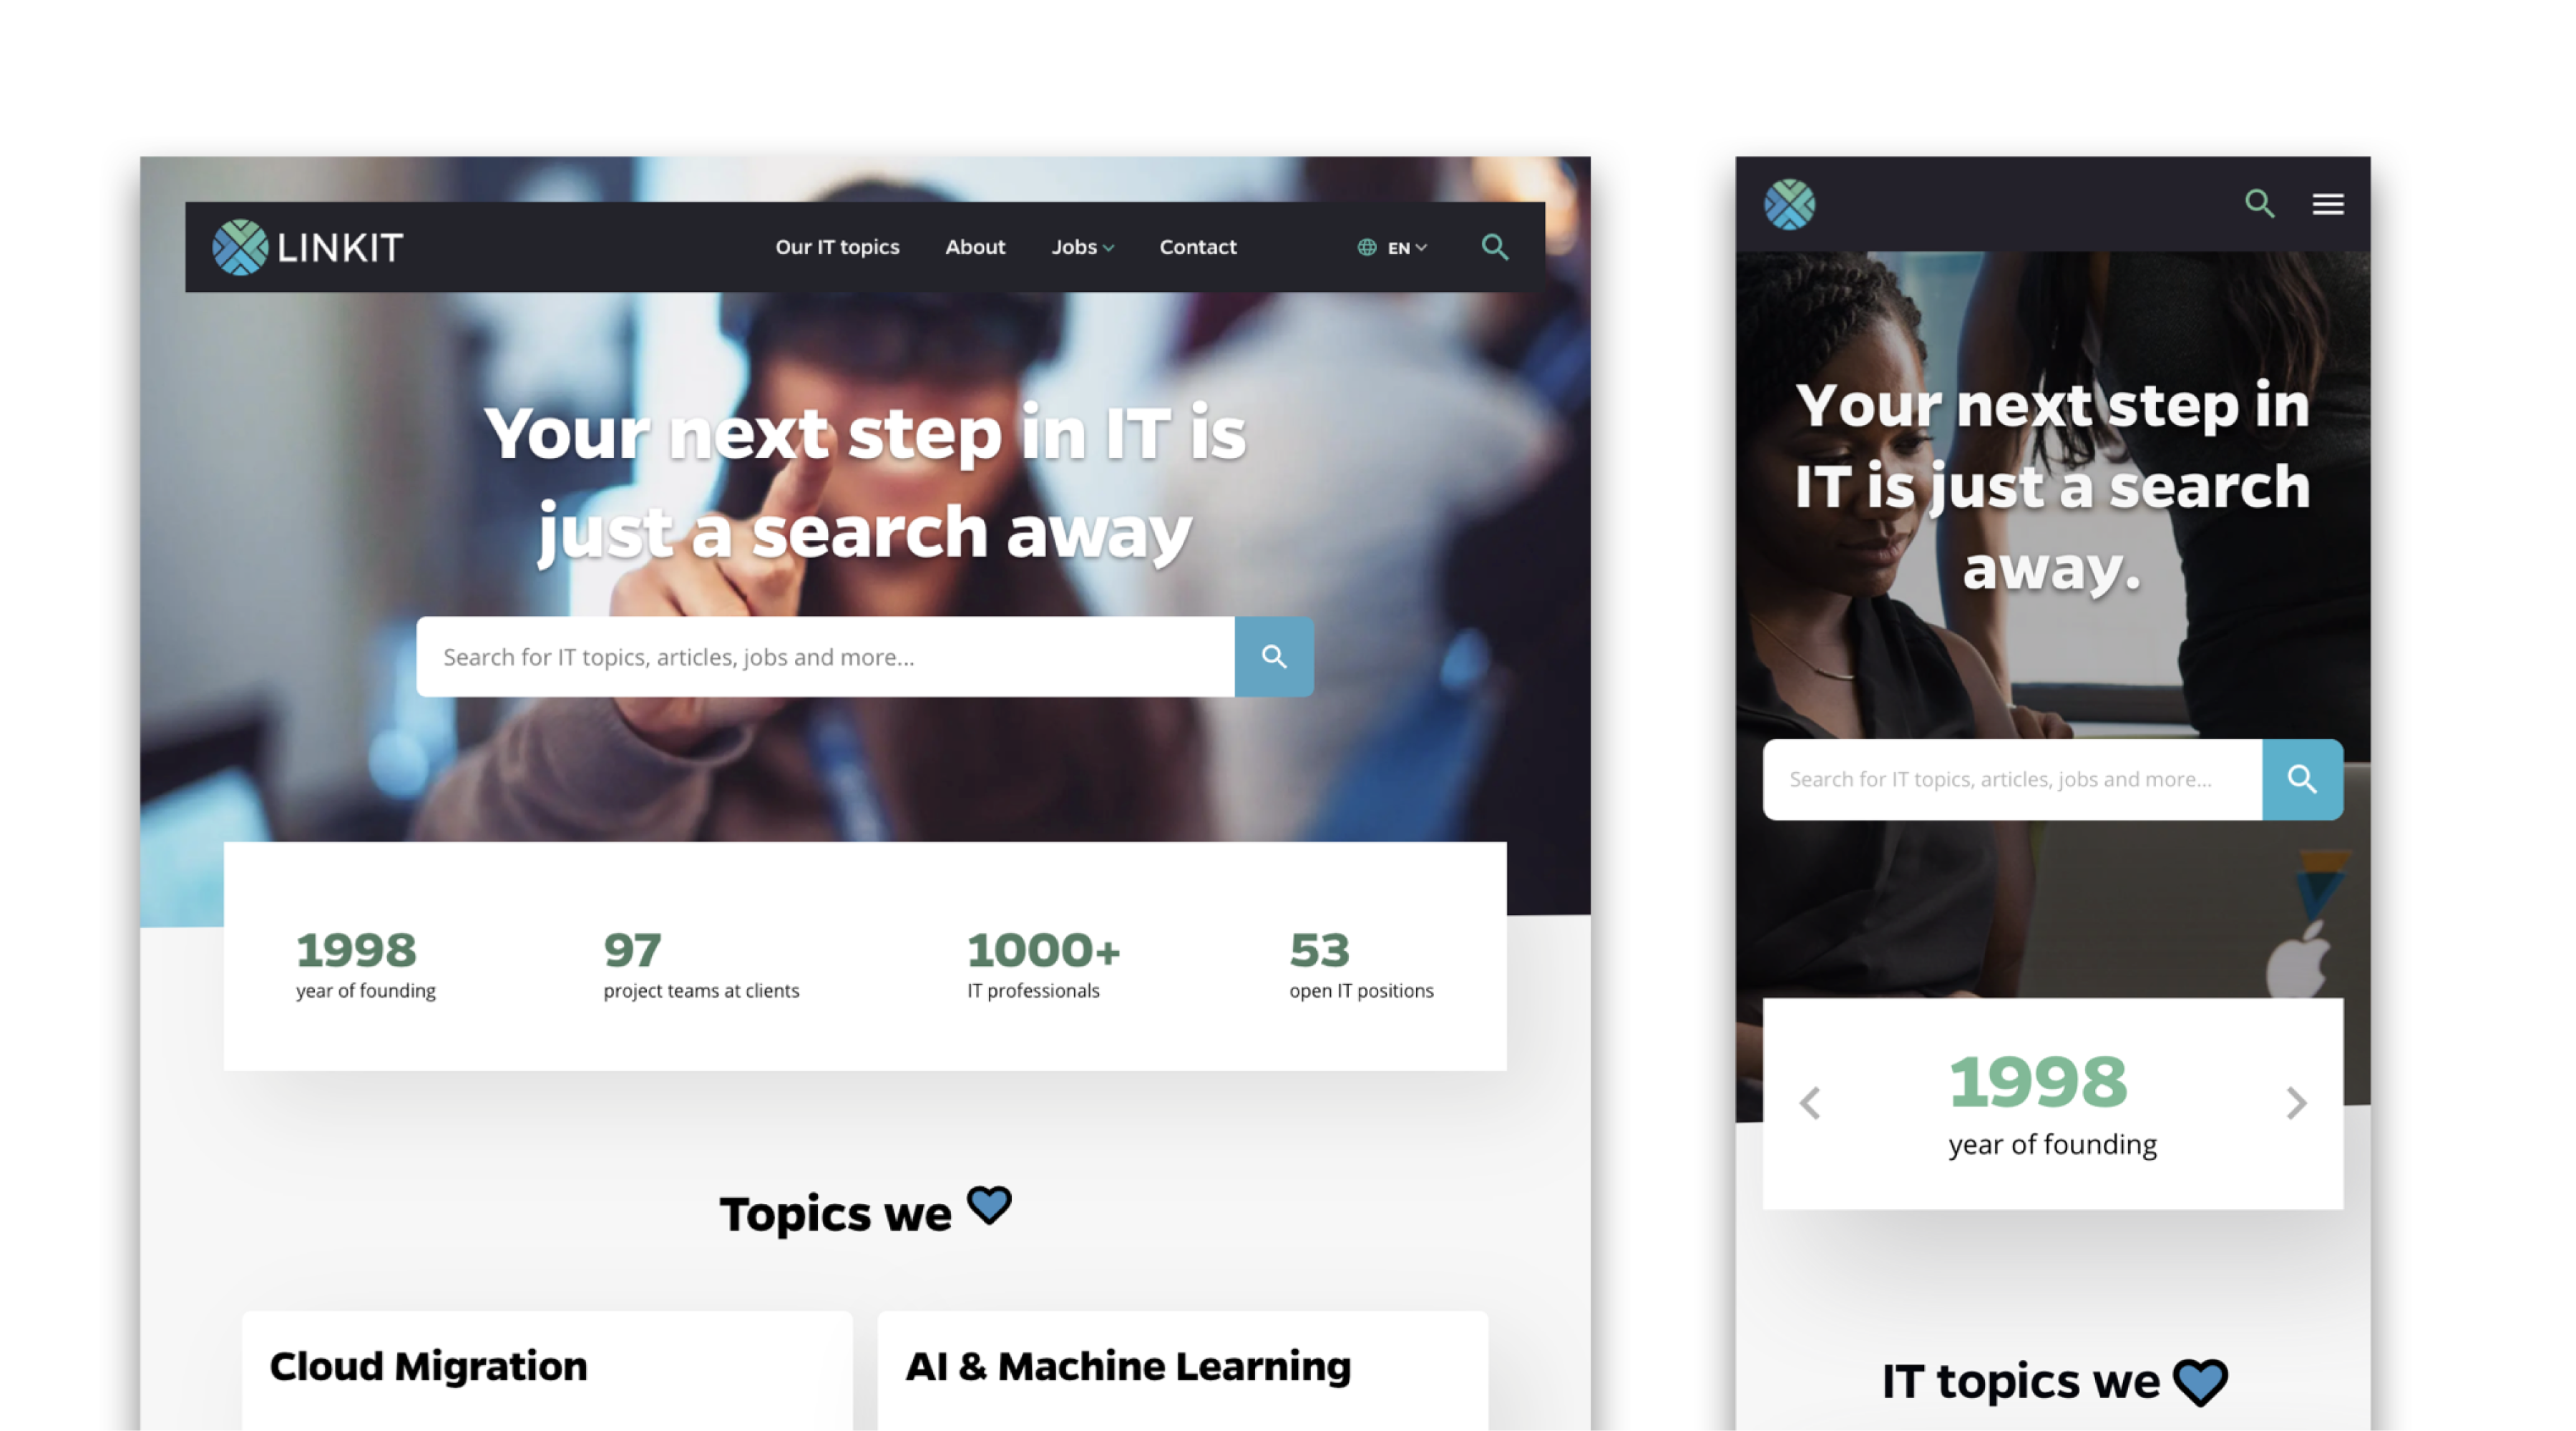 LINKIT
Our IT topics
About
Jobs
Contact
EN
Your next step in IT is
just a search away
Search for IT topics, articles, jobs and more...
1998
year of founding
97
project teams at clients
1000+
IT professionals
53
open IT positions
Topics we
Cloud Migration
AI & Machine Learning
Your next step in
IT is just a search
away.
Search for IT topics, articles, jobs and more...
1998
year of founding
IT topics we